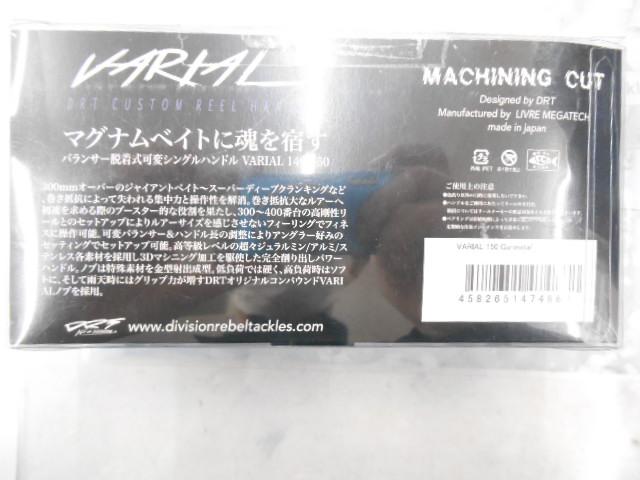 VARIAL
DRT CUSTOM REEL
マグナムベイトに魂を宿す
バランサー脱着式可変シングルハンドル VARIAL
300mmオーバーのジャイアントベイト〜スーパーディープクランキングなど、
巻き抵抗によって失われる集中力と操作性を解消。巻き抵抗大なルアーへ
初速を求める際のブースター的な役割を果たし、300〜400番台の高剛性リ
ールとのセットアップによりルアーサイズを感じさせないフィーリングでフィネ
スに操作可能。可変バランサー&ハンドル長の調整によりアングラー好みの
セッティングでセットアップ可能。高等級レベルの超々ジュラルミン/アルミ/ス
テンレス各素材を採用し3Dマシニング加工を駆使した完全削り出しパワー
ハンドル。ノブは特殊素材を金型射出成型。低負荷では硬く、高負荷時はソフト
に、そして雨天時にはグリップ力が増すDRTオリジナルコンパウンドVARI
ALノブを採用。
DRT
www.divisionrebeltackles.com
MACHINING CUT
Designed by DRT
Manufactured by LIVRE MEGATECH
made in japan
PET
ご使用上の注意
VARIAL 150 Gunmetal